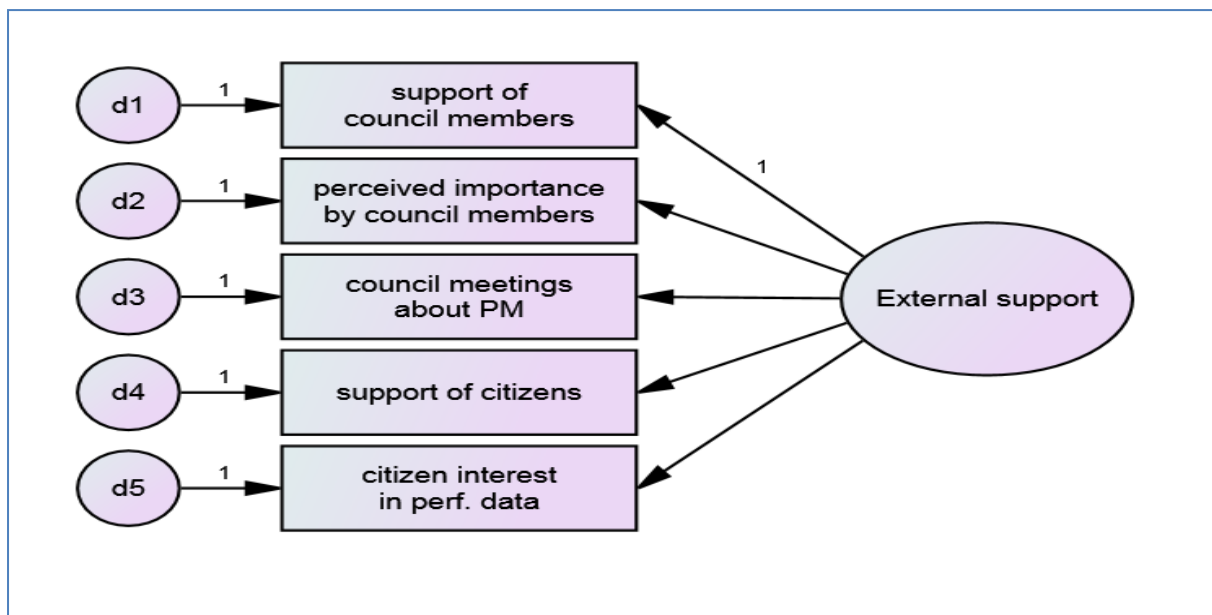 d1
1
support of
council members
1
d2
1
perceived importance
by council members
d3
1
council meetings
about PM
External support
d4
1
support of citizens
d5
1
citizen interest
in perf. data